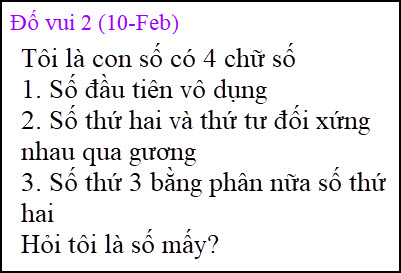 Đố vui 2 (10-Feb)
Tôi là con số có 4 chữ số
1. Số đầu tiên vô dụng
2. Số thứ hai và thứ tư đối xứng
nhau qua gương
3. Số thứ 3 bằng phân nữa số thứ
hai
Hỏi tôi là số mấy?